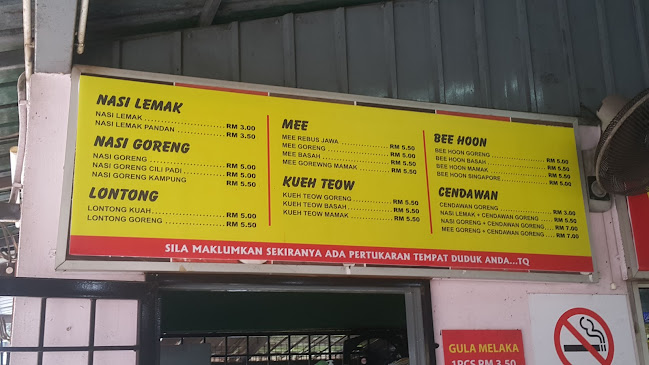 NASI LEMAK
NASI LEMAK RM 3.00
NASI LEMAK PANDAN RM 3.50
NASI GORENG
NASI GORENG RM 5.00
NASI GORENG CILI PADI RM 5.50
NASI GORENG KAMPUNG RM 5.50
LONTONG
LONTONG KUAH RM 5.00
LONTONG GORENG RM 5.50
MEE
MEE REBUS JAWA RM 5.50
MEE GORENG RM 5.00
MEE BASAH RM 5.50
MEE GOREWNG MAMAK RM 5.50
KUEH TEOW
KUEH TEOW GORENG RM 5.50
KUEH TEOW BASAH RM 5.50
KUEH TEOW MAMAK RM 5.50
BEE HOON
BEE HOON GORENG RM 5.00
BEE HOON BASAH RM 5.50
BEE HOON MAMAK RM 5.50
BEE HOON SINGAPORE RM 5.50
CENDAWAN
CENDAWAN GORENG RM 3.00
NASI LEMAK + CENDAWAN GORENG RM 5.50
NASI GORENG + CENDAWAN GORENG RM 7.00
MEE GORENG + CENDAWAN GORENG RM 7.00
SILA MAKLUMKAN SEKIRANYA ADA PERTUKARAN TEMPAT DUDUK ANDA...TQ
GULA MELAKA
1PCS RM 3.50